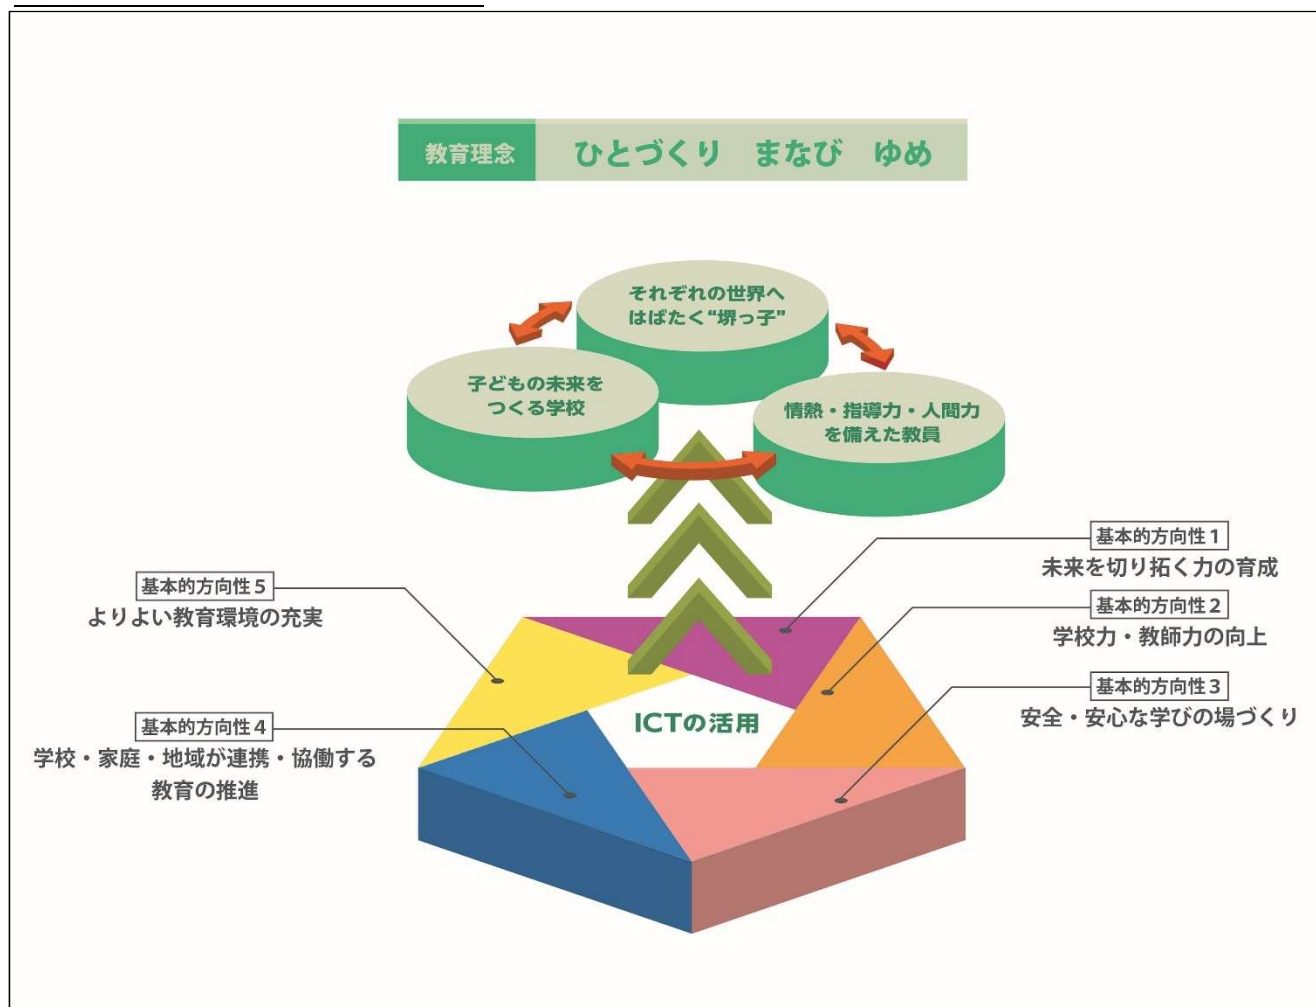 教育理念 ひとづくり まなび ゆめ
それぞれの世界へ
はばたく“堺っ子”
子どもの未来を
つくる学校
情熱・指導力・人間力
を備えた教員
基本的方向性1
未来を切り拓く力の育成
基本的方向性2
学校力・教師力の向上
基本的方向性3
安全・安心な学びの場づくり
基本的方向性4
学校・家庭・地域が連携・協働する
教育の推進
基本的方向性5
よりよい教育環境の充実
ICTの活用